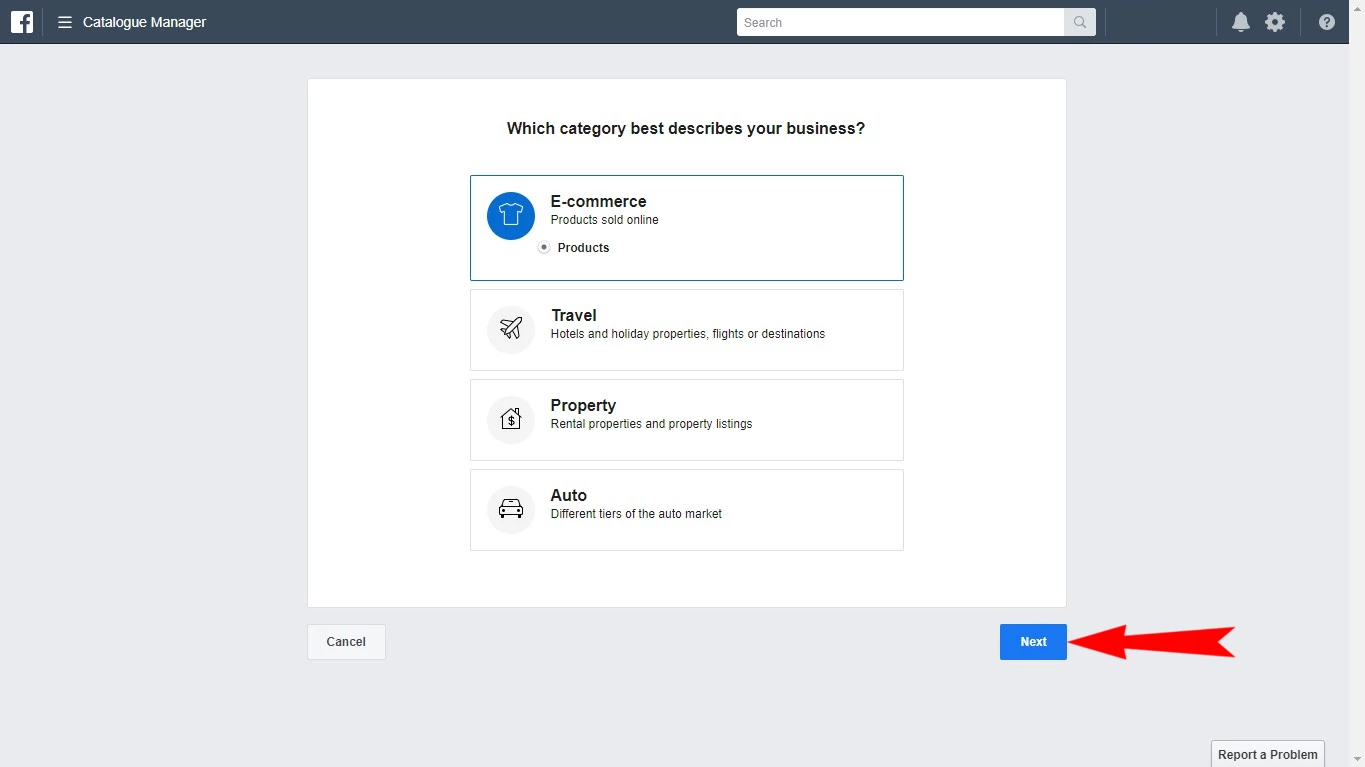 Catalogue Manager
Search
Which category best describes your business?
E-commerce
Products sold online
Products
Travel
Hotels and holiday properties, flights or destinations
Property
Rental properties and property listings
Auto
Different tiers of the auto market
Cancel
Next
Report a Problem